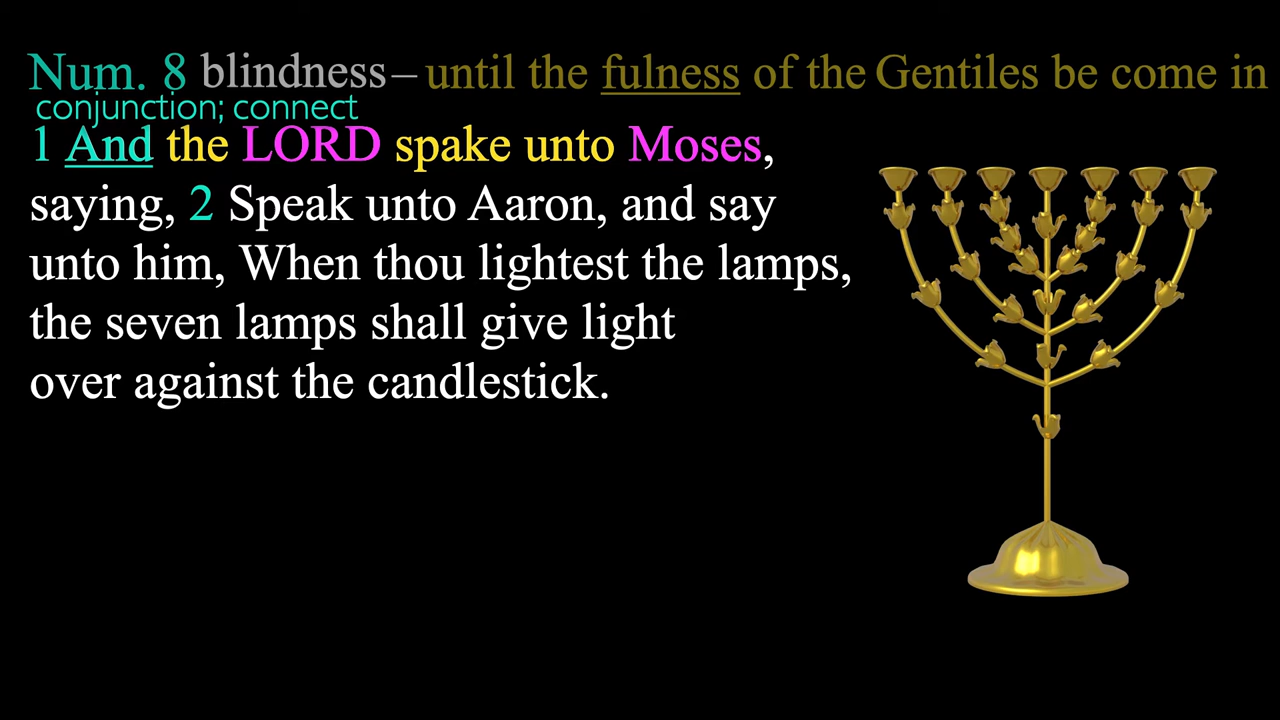 Num. 8 blindness – until the fulness of the Gentiles be come in
conjunction; connect
1 And the LORD spake unto Moses,
saying, 2 Speak unto Aaron, and say
unto him, When thou lightest the lamps,
the seven lamps shall give light
over against the candlestick.